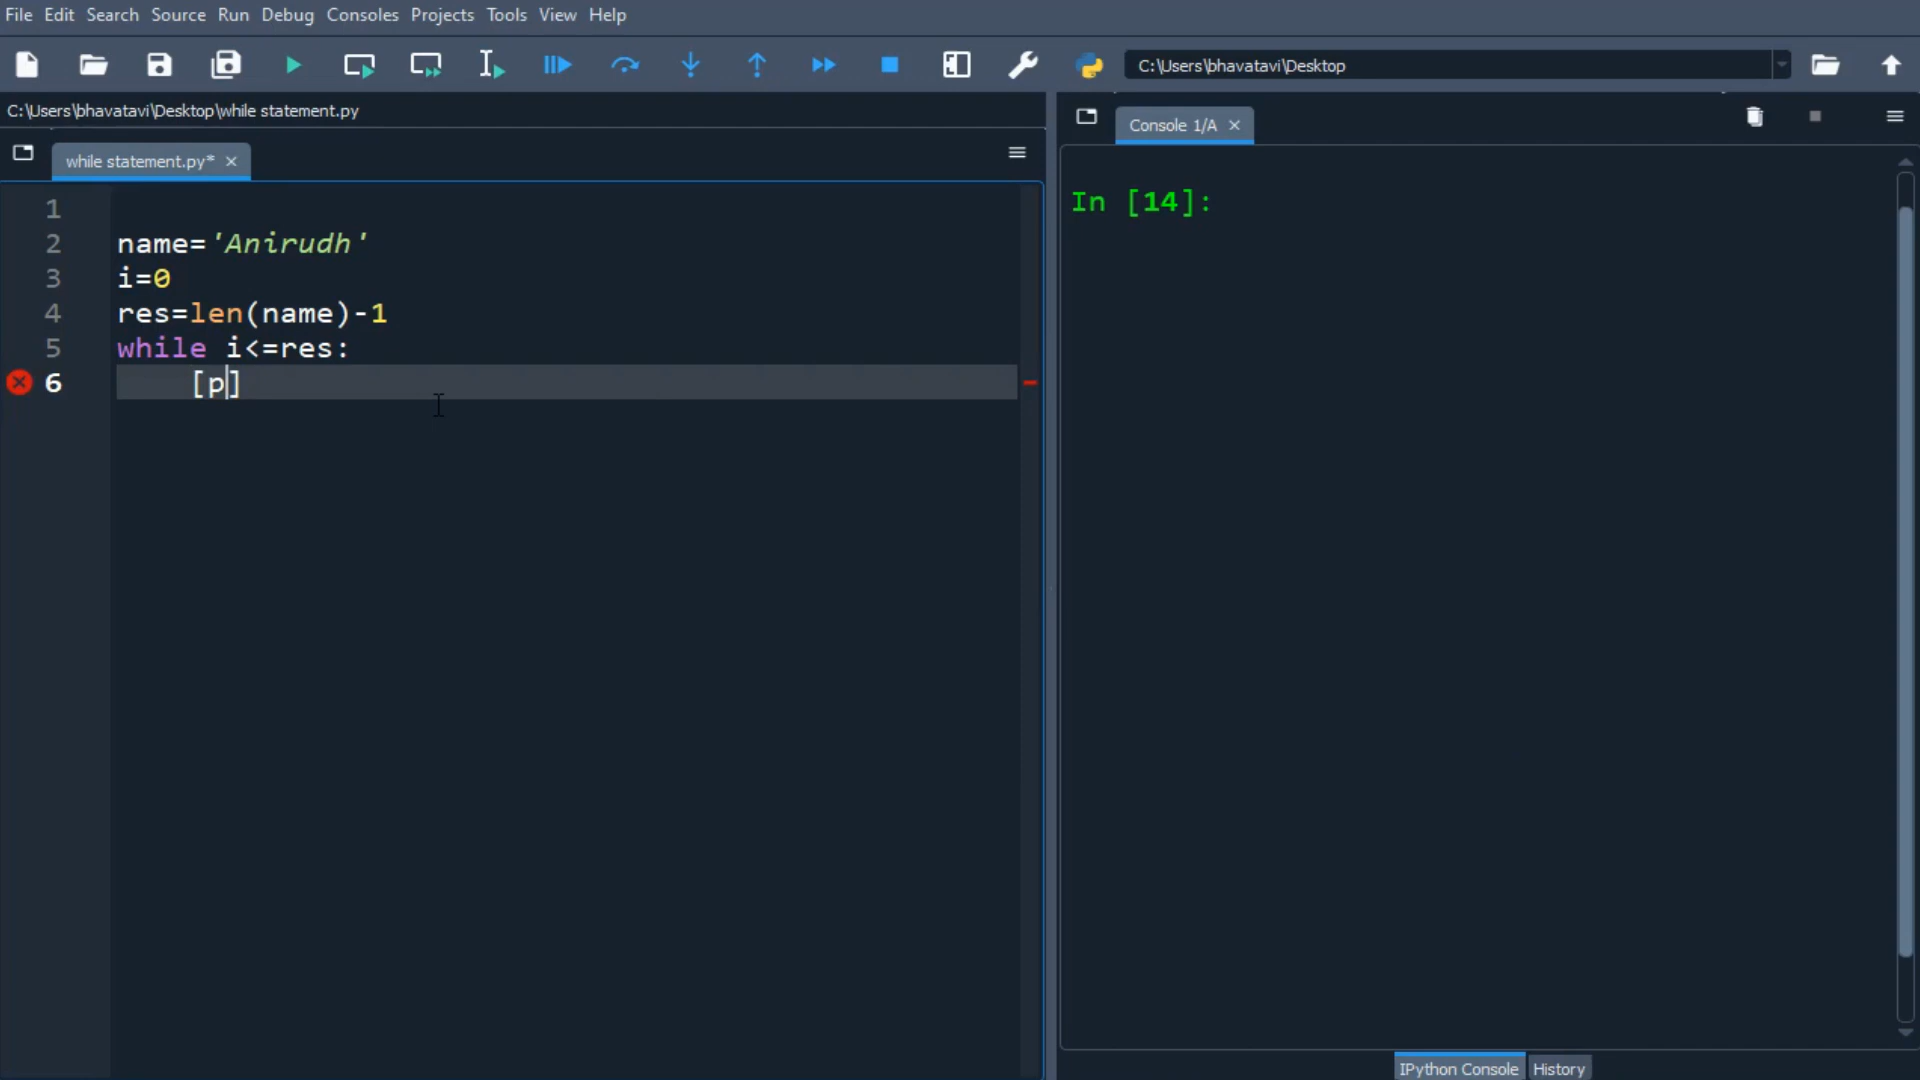 File Edit Search Source Run Debug Consoles Projects Tools View Help
C:\Users\bhavatavi\Desktop
C:\Users\bhavatavi\Desktop\while statement.py
while statement.py*
Console 1/A
1
2 name='Anirudh'
3 i=0
4 res=len(name)-1
5 while i<=res:
6 [p]
In [14]:
IPython Console History